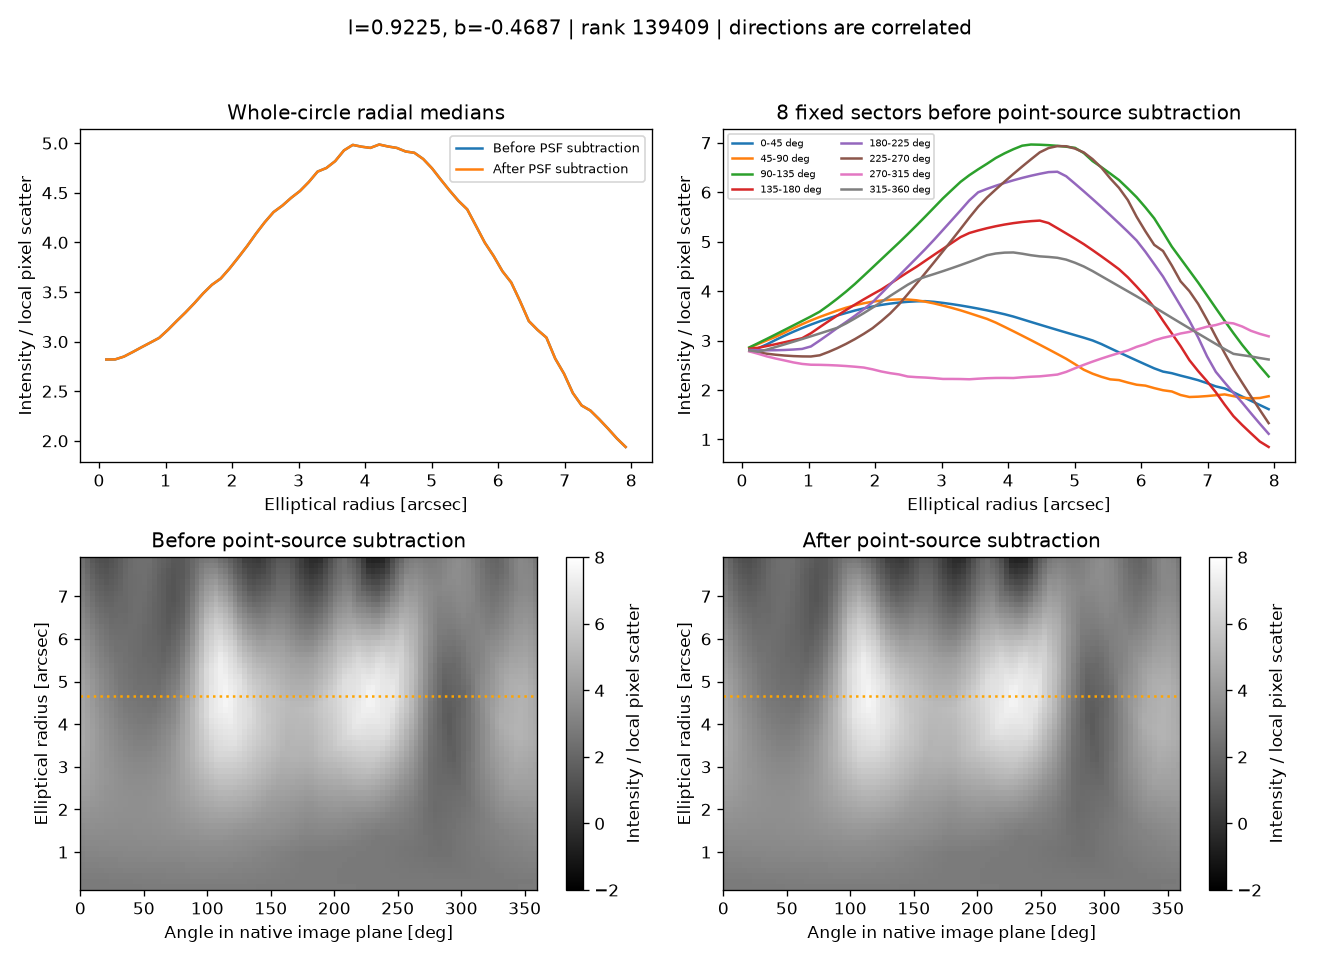 l=0.9225, b=-0.4687 | rank 139409 | directions are correlated
Whole-circle radial medians
Before PSF subtraction
After PSF subtraction
5.0
4.5
4.0
3.5
3.0
2.5
2.0
Intensity / local pixel scatter
0 1 2 3 4 5 6 7 8
Elliptical radius [arcsec]
8 fixed sectors before point-source subtraction
0-45 deg
45-90 deg
90-135 deg
135-180 deg
180-225 deg
225-270 deg
270-315 deg
315-360 deg
7
6
5
4
3
2
1
Intensity / local pixel scatter
0 1 2 3 4 5 6 7 8
Elliptical radius [arcsec]
Before point-source subtraction
7
6
5
4
3
2
1
Elliptical radius [arcsec]
0 50 100 150 200 250 300 350
Angle in native image plane [deg]
8
6
4
2
0
−2
Intensity / local pixel scatter
After point-source subtraction
7
6
5
4
3
2
1
Elliptical radius [arcsec]
0 50 100 150 200 250 300 350
Angle in native image plane [deg]
8
6
4
2
0
−2
Intensity / local pixel scatter